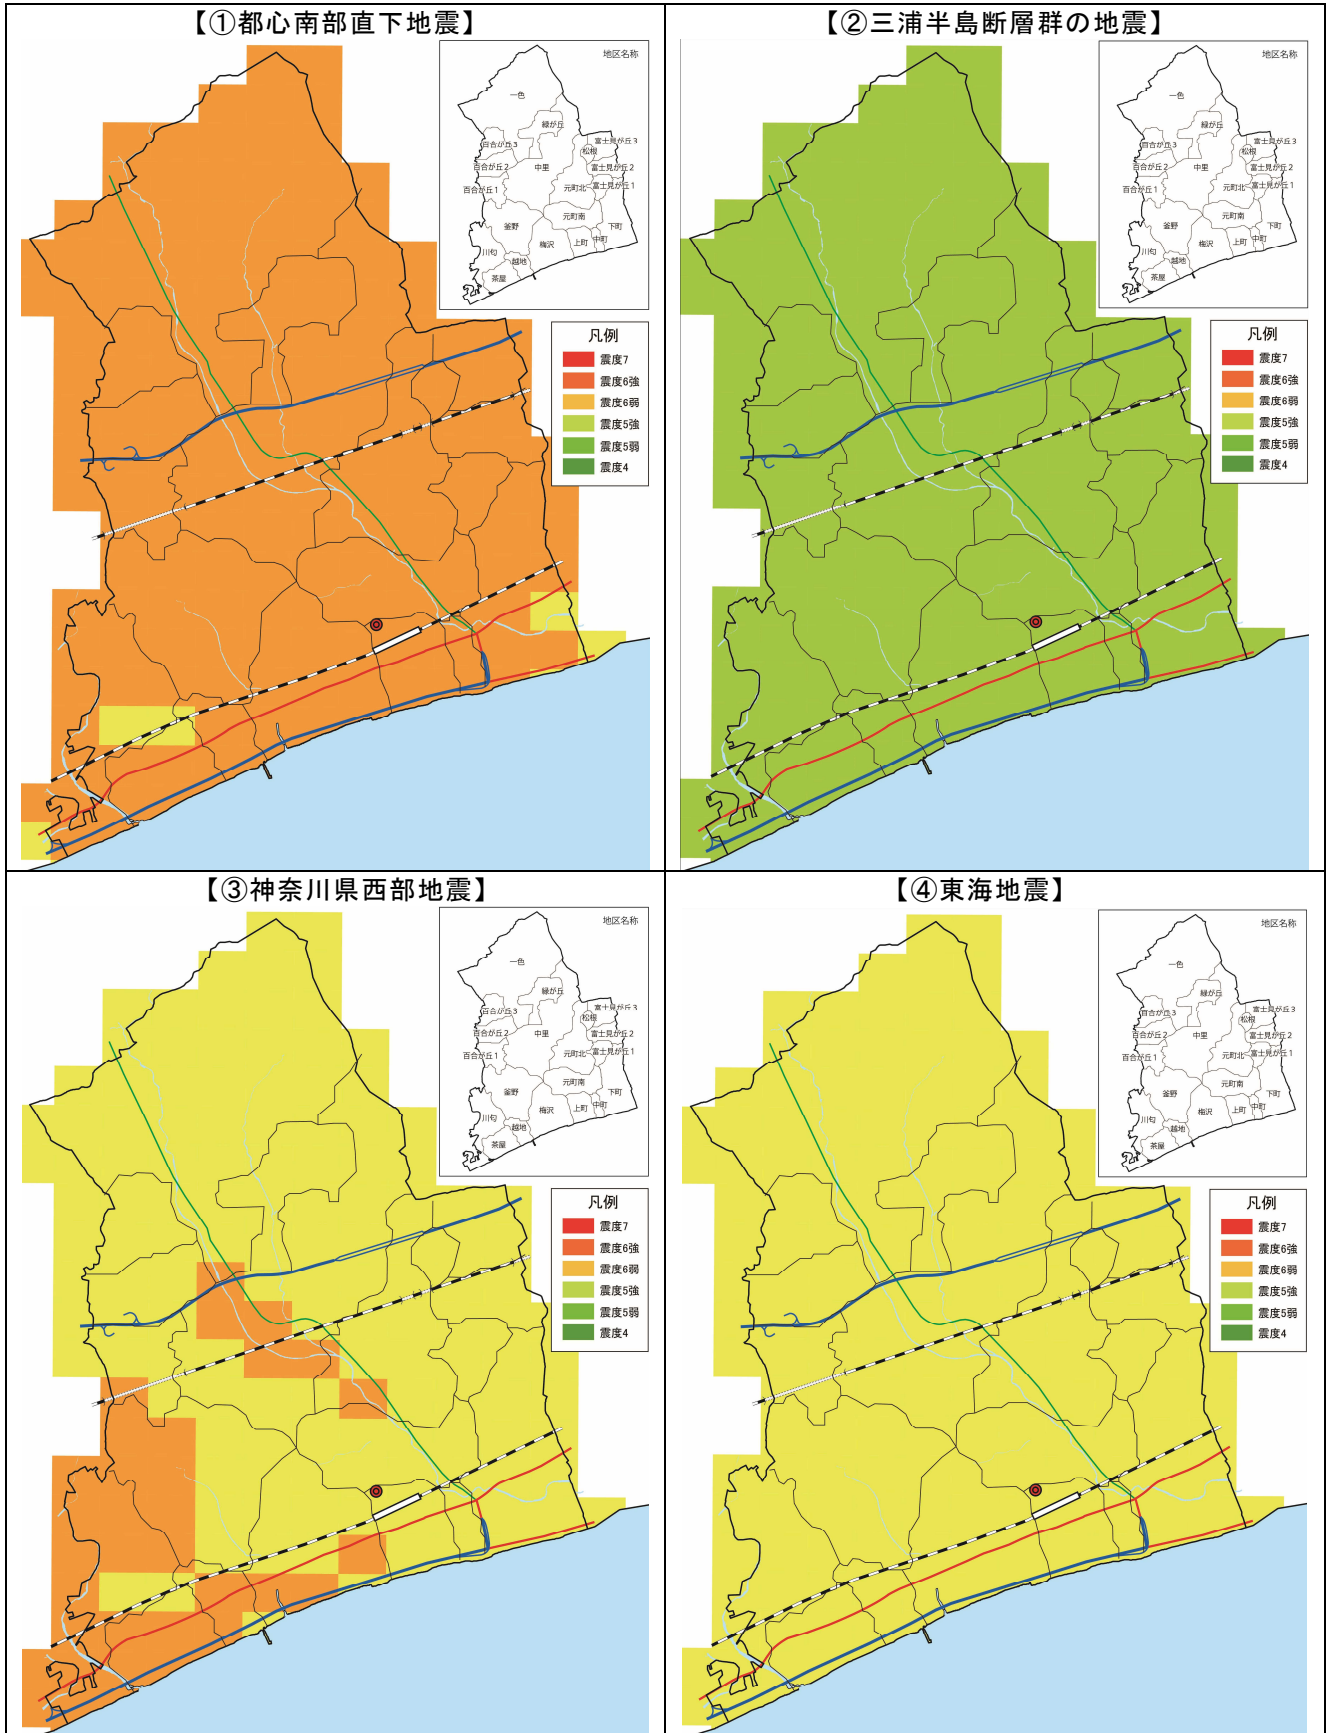 【①都心南部直下地震】
地区名称
一色
緑が丘
百合が丘3
富士見が丘3
松根
百合が丘2
中里
富士見が丘2
百合が丘1
元町北
富士見が丘1
元町南
釜野
下町
梅沢
上町
中町
川匂
越地
茶屋
凡例
震度7
震度6強
震度6弱
震度5強
震度5弱
震度4
【②三浦半島断層群の地震】
地区名称
一色
緑が丘
百合が丘3
富士見が丘3
松根
百合が丘2
中里
富士見が丘2
百合が丘1
元町北
富士見が丘1
元町南
釜野
下町
梅沢
上町
中町
川匂
越地
茶屋
凡例
震度7
震度6強
震度6弱
震度5強
震度5弱
震度4
【③神奈川県西部地震】
地区名称
一色
緑が丘
百合が丘3
富士見が丘3
松根
百合が丘2
中里
富士見が丘2
百合が丘1
元町北
富士見が丘1
元町南
釜野
下町
梅沢
上町
中町
川匂
越地
茶屋
凡例
震度7
震度6強
震度6弱
震度5強
震度5弱
震度4
【④東海地震】
地区名称
一色
緑が丘
百合が丘3
富士見が丘3
松根
百合が丘2
中里
富士見が丘2
百合が丘1
元町北
富士見が丘1
元町南
釜野
下町
梅沢
上町
中町
川匂
越地
茶屋
凡例
震度7
震度6強
震度6弱
震度5強
震度5弱
震度4